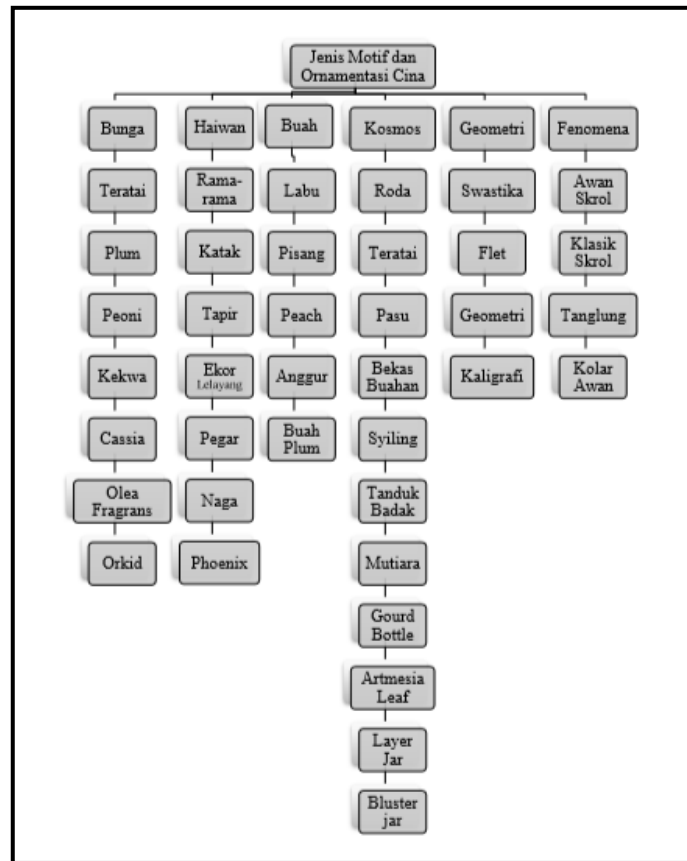 Jenis Motif dan
Ornamentasi Cina
Bunga
Teratai
Plum
Peoni
Kekwa
Cassia
Olea
Fragrans
Orkid
Haiwan
Rama-
rama
Katak
Tapir
Ekor
Lelayang
Pegar
Naga
Phoenix
Buah
Labu
Pisang
Peach
Anggur
Buah
Plum
Kosmos
Roda
Teratai
Pasu
Bekas
Buahan
Syiling
Tanduk
Badak
Mutiara
Gourd
Bottle
Artmesia
Leaf
Layer
Jar
Bluster
jar
Geometri
Swastika
Flet
Geometri
Kaligrafi
Fenomena
Awan
Skrol
Klasik
Skrol
Tanglung
Kolar
Awan